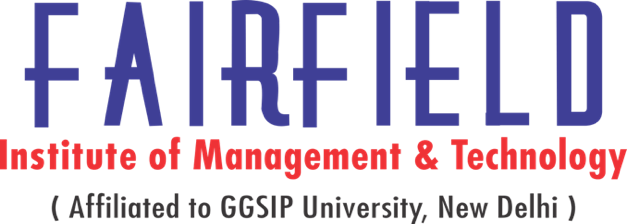 FAIRFIELD
Institute of Management & Technology
( Affiliated to GGSIP University, New Delhi )